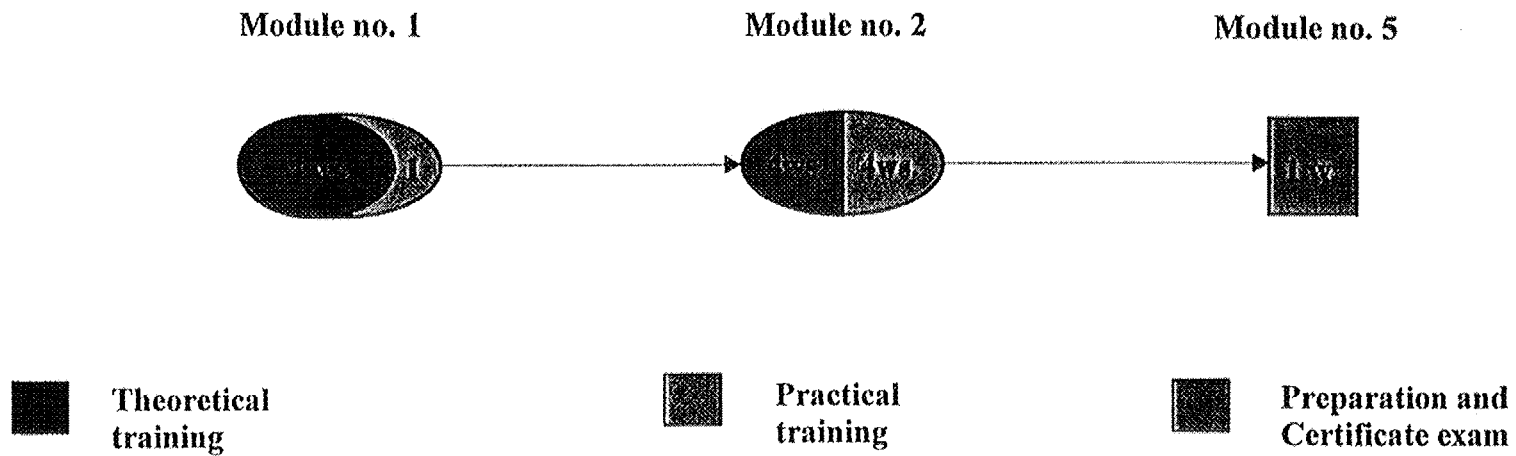 Module no. 1
Module no. 2
Module no. 5
Theoretical
training
Practical
training
Preparation and
Certificate exam